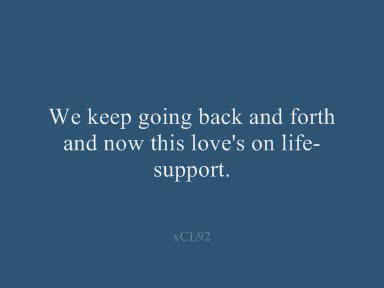 We keep going back and forth
and now this love's on life-
support.
xCL92